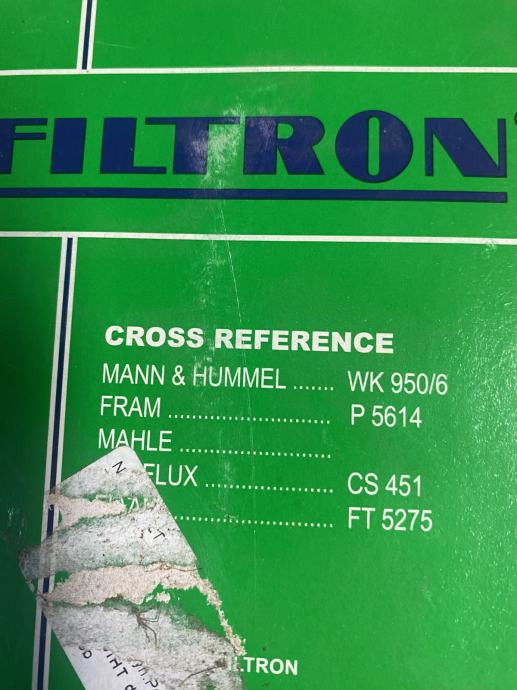 FILTRON
CROSS REFERENCE
MANN & HUMMEL ....... WK 950/6
FRAM .......................... P 5614
MAHLE ........................
FLUX .................... CS 451
......................... FT 5275
LTRON